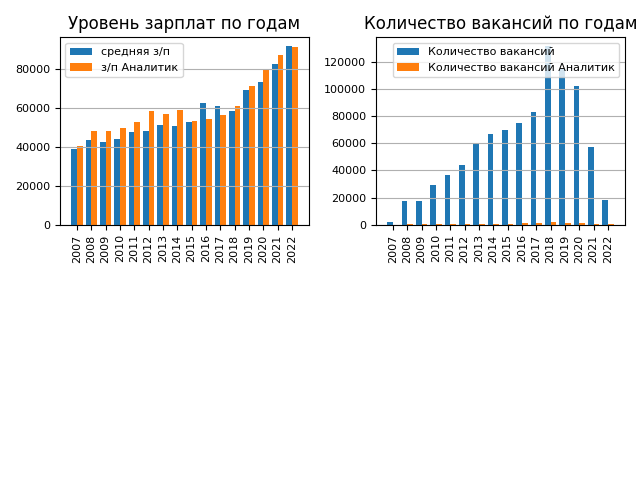 Уровень зарплат по годам
средняя з/п
з/п Аналитик
80000
60000
40000
20000
0
2007 2008 2009 2010 2011 2012 2013 2014 2015 2016 2017 2018 2019 2020 2021 2022
Количество вакансий по годам
Количество вакансий
Количество вакансий Аналитик
120000
100000
80000
60000
40000
20000
0
2007 2008 2009 2010 2011 2012 2013 2014 2015 2016 2017 2018 2019 2020 2021 2022